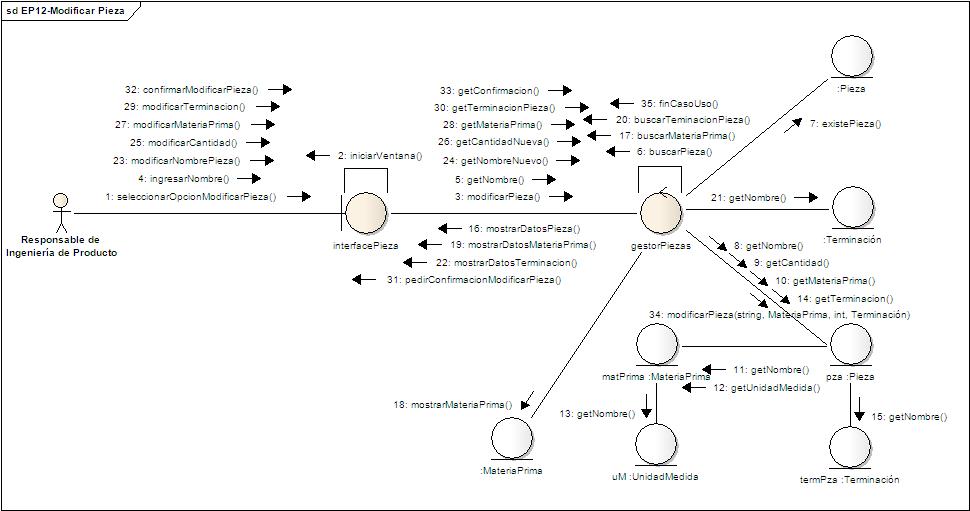 sd EP12-Modificar Pieza
32: confirmarModificarPieza()
29: modificarTerminacion()
27: modificarMateriaPrima()
25: modificarCantidad()
23: modificarNombrePieza()
4: ingresarNombre()
1: seleccionarOpcionModificarPieza()
2: iniciarVentana()
33: getConfirmacion()
30: getTerminacionPieza()
28: getMateriaPrima()
26: getCantidadNueva()
24: getNombreNuevo()
5: getNombre()
3: modificarPieza()
35: finCasoUso()
20: buscarTerminacionPieza()
17: buscarMateriaPrima()
6: buscarPieza()
:Pieza
7: existePieza()
21: getNombre()
:Terminación
Responsable de
Ingeniería de Producto
interfacePieza
gestorPiezas
16: mostrarDatosPieza()
19: mostrarDatosMateriaPrima()
22: mostrarDatosTerminacion()
31: pedirConfirmacionModificarPieza()
8: getNombre()
9: getCantidad()
10: getMateriaPrima()
14: getTerminacion()
34: modificarPieza(string, MateriaPrima, int, Terminación)
matPrima :MateriaPrima
11: getNombre()
12: getUnidadMedida()
pza :Pieza
18: mostrarMateriaPrima()
13: getNombre()
15: getNombre()
:MateriaPrima
uM :UnidadMedida
termPza :Terminación